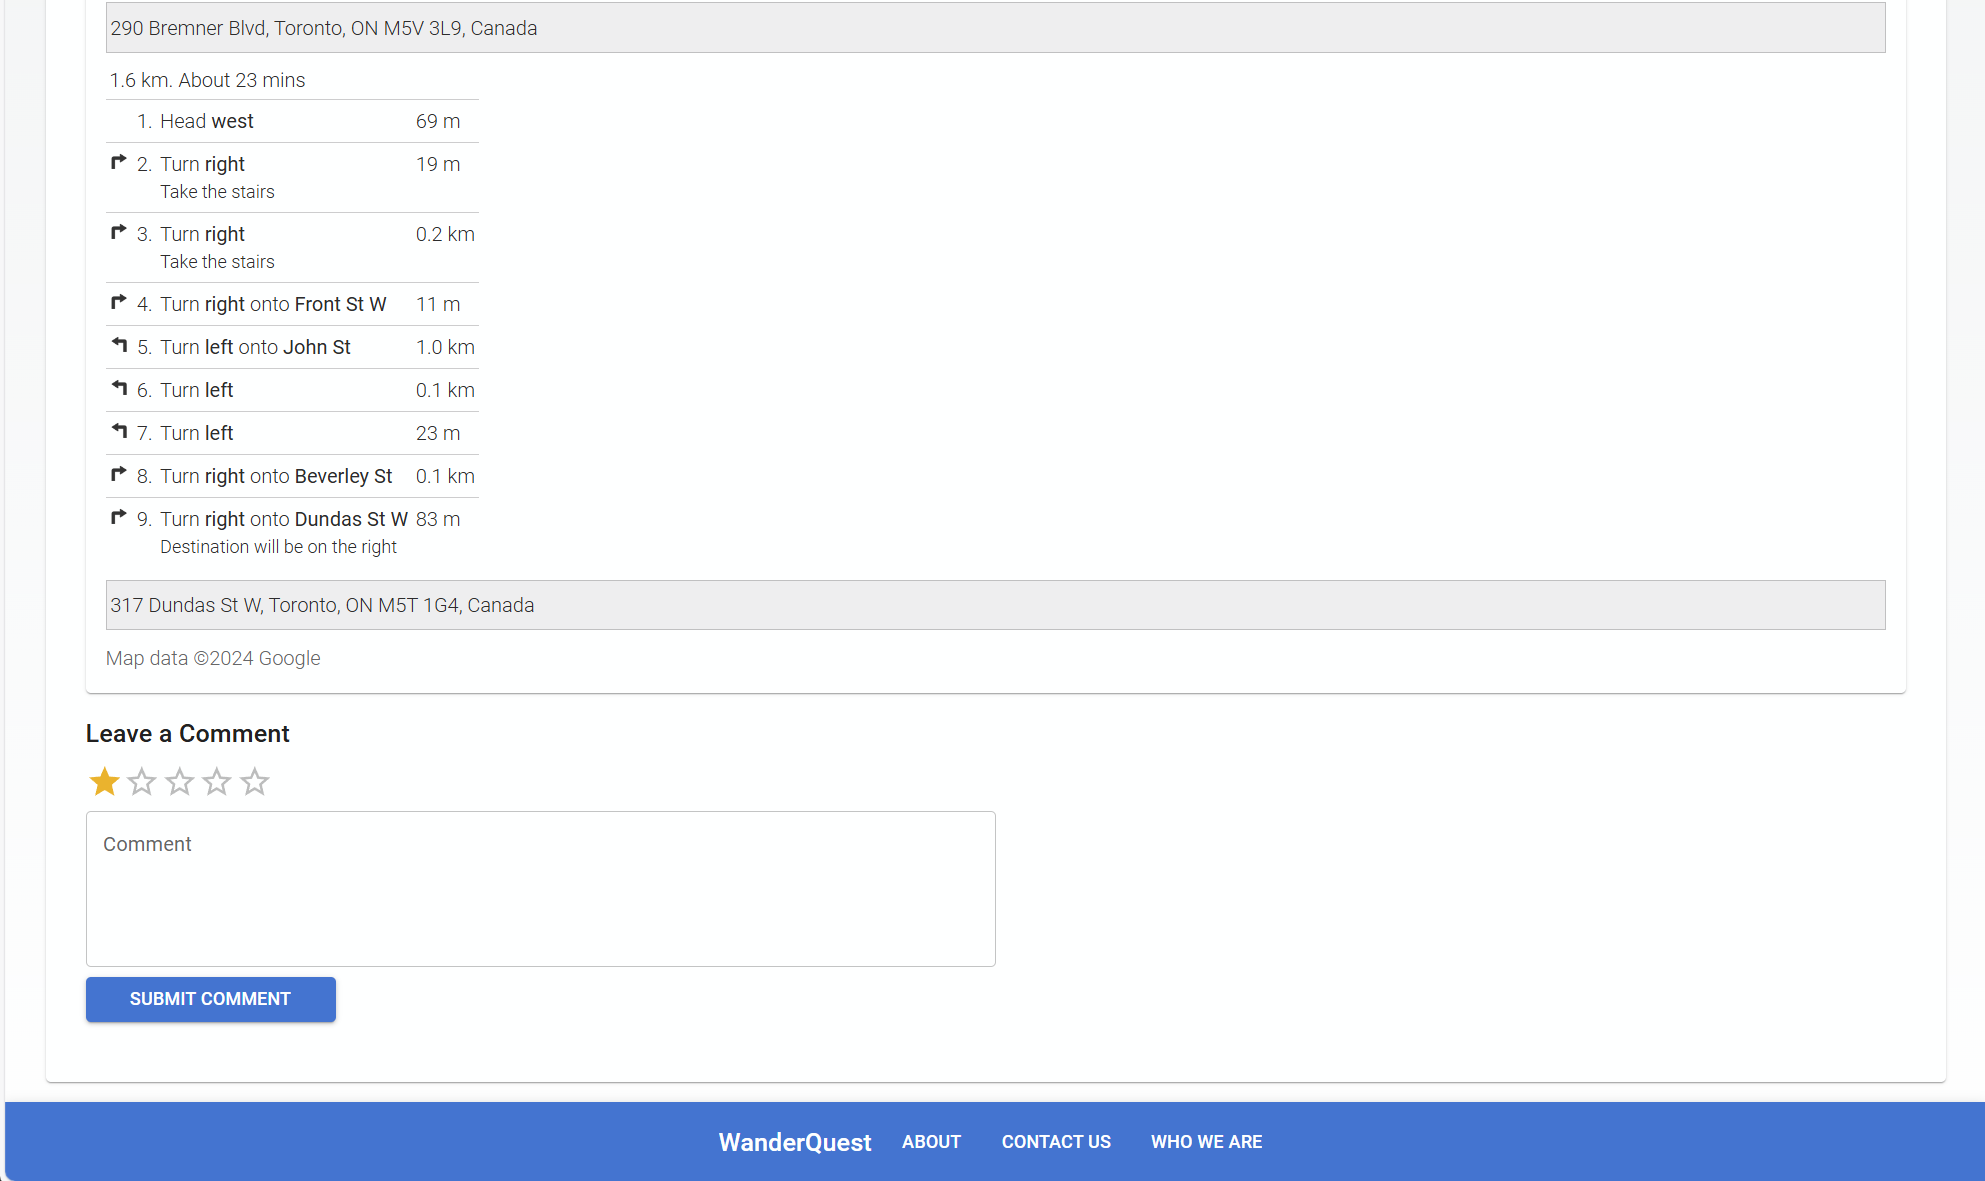 290 Bremner Blvd, Toronto, ON M5V 3L9, Canada
1.6 km. About 23 mins
1. Head west 69 m
2. Turn right 19 m
Take the stairs
3. Turn right 0.2 km
Take the stairs
4. Turn right onto Front St W 11 m
5. Turn left onto John St 1.0 km
6. Turn left 0.1 km
7. Turn left 23 m
8. Turn right onto Beverley St 0.1 km
9. Turn right onto Dundas St W 83 m
Destination will be on the right
317 Dundas St W, Toronto, ON M5T 1G4, Canada
Map data ©2024 Google
Leave a Comment
Comment
SUBMIT COMMENT
WanderQuest ABOUT CONTACT US WHO WE ARE